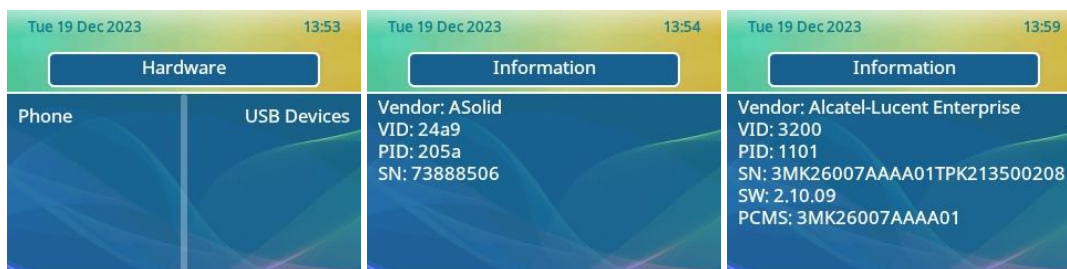 Tue 19 Dec 2023 13:53
Hardware
Phone USB Devices
Tue 19 Dec 2023 13:54
Information
Vendor: ASolid
VID: 24a9
PID: 205a
SN: 73888506
Tue 19 Dec 2023 13:59
Information
Vendor: Alcatel-Lucent Enterprise
VID: 3200
PID: 1101
SN: 3MK26007AAAA01TPK213500208
SW: 2.10.09
PCMS: 3MK26007AAAA01